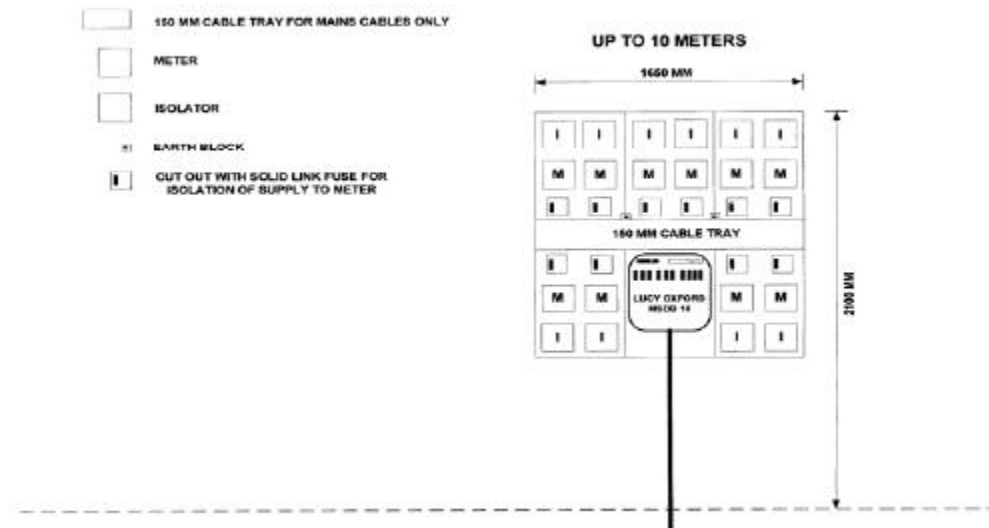 150 MM CABLE TRAY FOR MAINS CABLES ONLY
METER
ISOLATOR
EARTH BLOCK
CUT OUT WITH SOLID LINK FUSE FOR
ISOLATION OF SUPPLY TO METER
UP TO 10 METERS
1650 MM
I I I I I I
M M M M M M
150 MM CABLE TRAY
LUCY OXFORD
MSDB 10
M M M M
I I I I
2100 MM